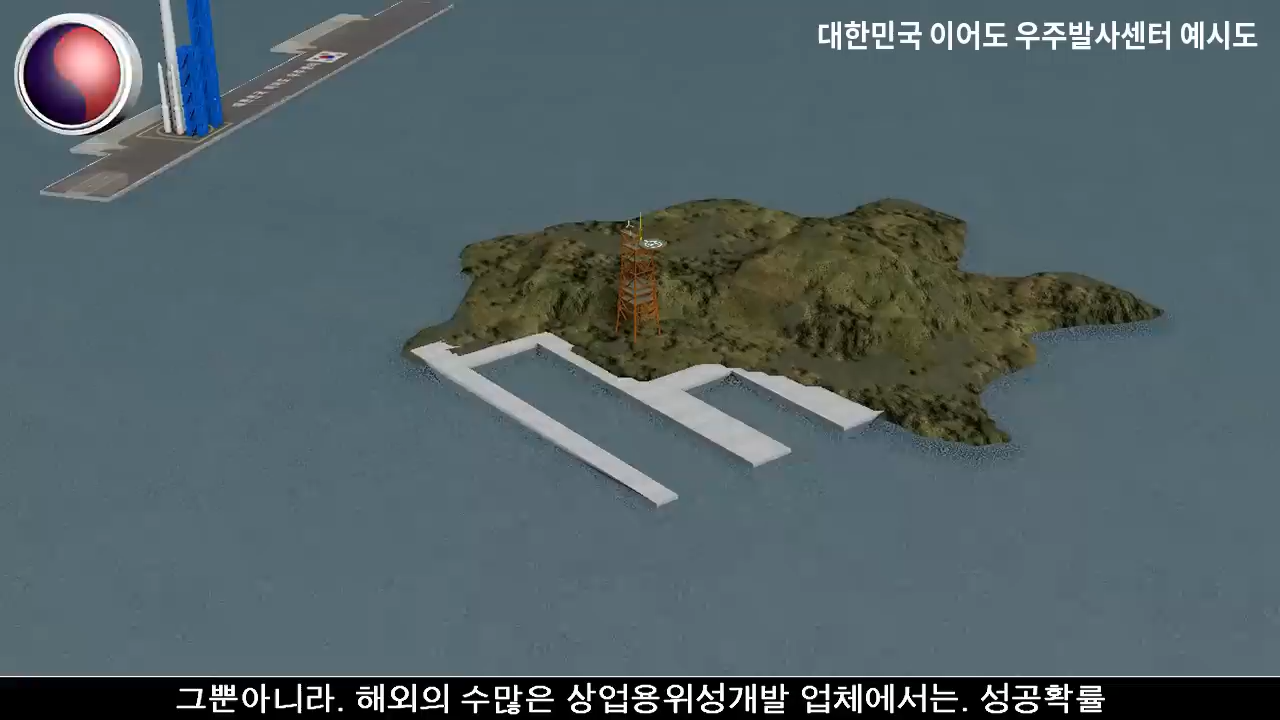 대한민국 이어도 우주발사센터 예시도
그뿐아니라. 해외의 수많은 상업용위성개발 업체에서는. 성공확률